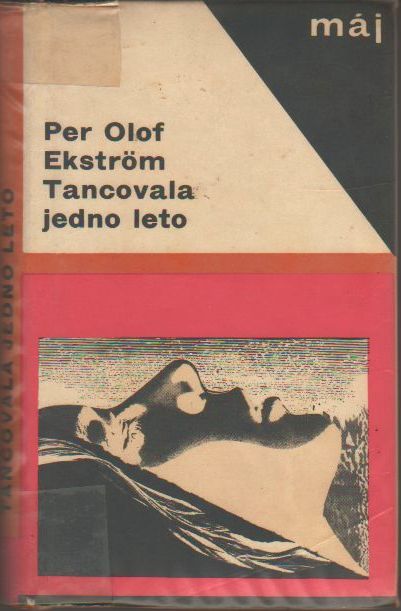 máj
Per Olof
Ekström
Tancovala
jedno leto
TANCOVALA JEDNO LETO